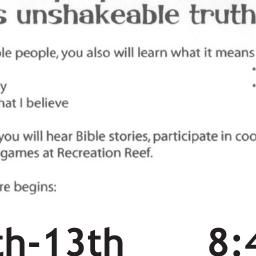 s unshakeable truth
le people, you also will learn what it means
y
hat I believe
you will hear Bible stories, participate in coo
games at Recreation Reef.
re begins:
th-13th 8:4